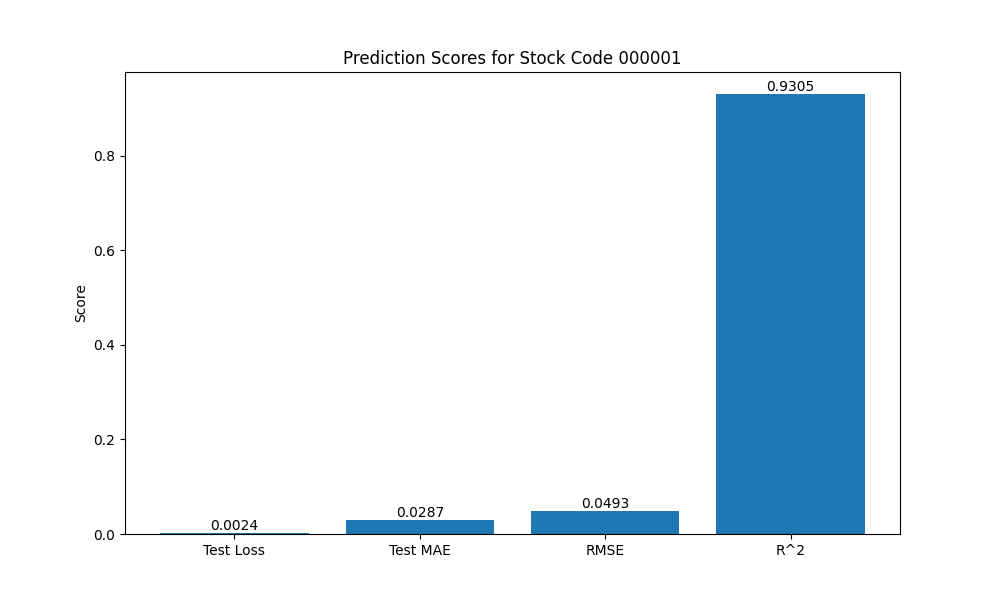 Prediction Scores for Stock Code 000001
Score
0.8
0.6
0.4
0.2
0.0
0.0024
0.0287
0.0493
0.9305
Test Loss
Test MAE
RMSE
R^2